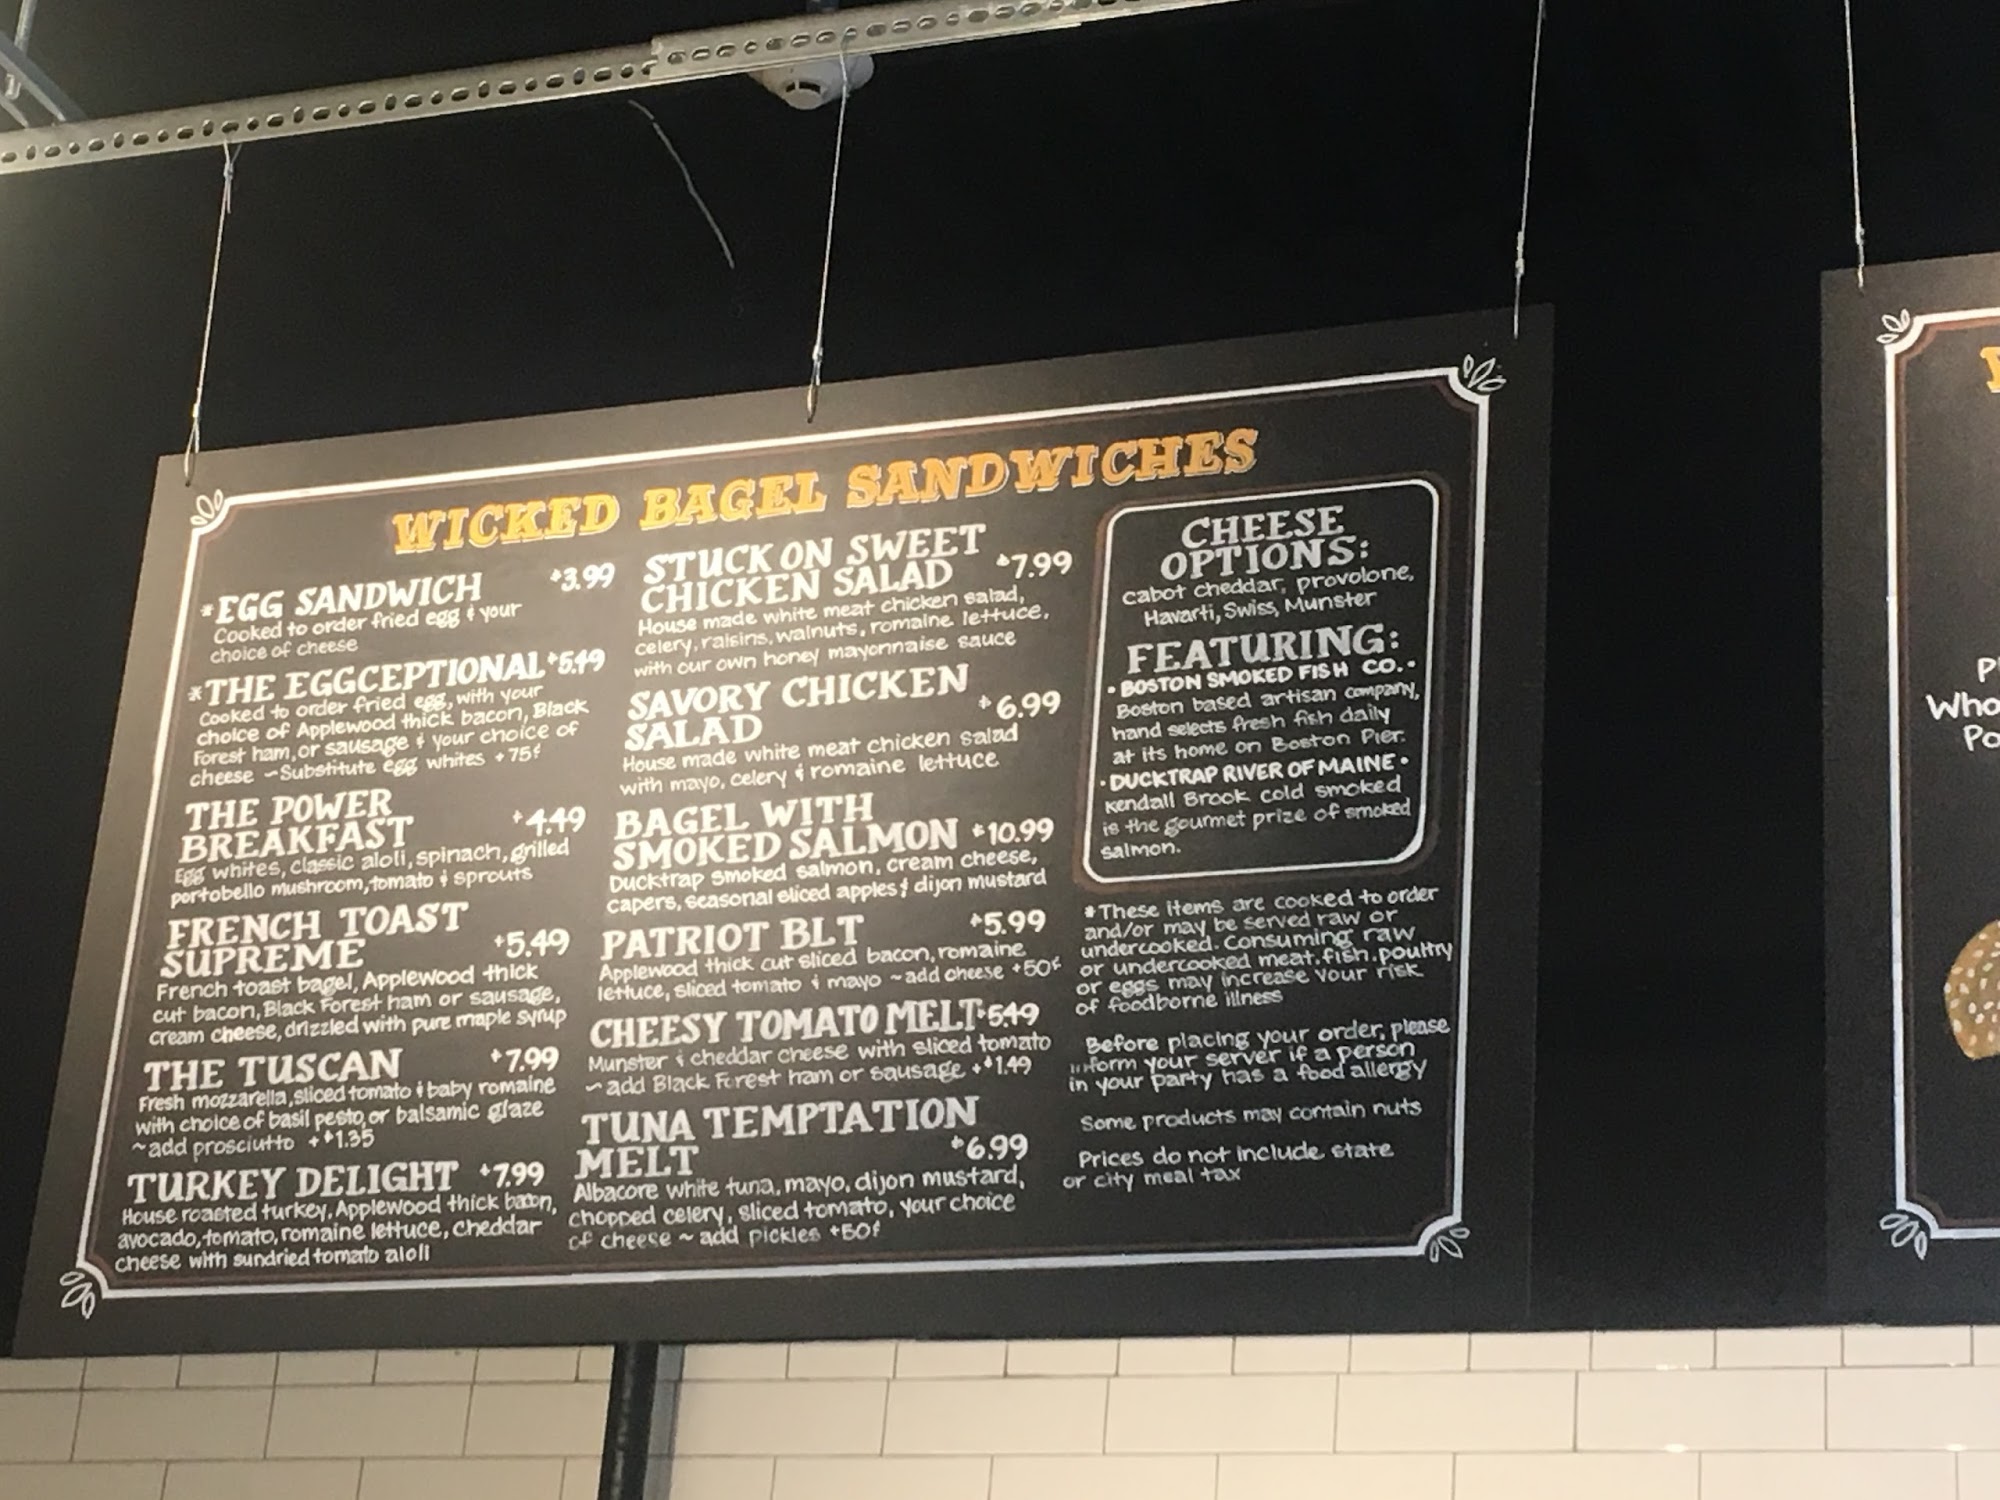 WICKED BAGEL SANDWICHES
*EGG SANDWICH $3.99
Cooked to order fried egg & your
choice of cheese
*THE EGGCEPTIONAL $5.49
Cooked to order fried egg, with your
choice of Applewood thick bacon, Black
Forest ham, or sausage & your choice of
cheese ~Substitute egg whites +75¢
THE POWER
BREAKFAST $4.49
Egg whites, classic aloli, spinach, grilled
portobello mushroom, tomato & sprouts
FRENCH TOAST
SUPREME $5.49
French toast bagel, Applewood thick
cut bacon, Black Forest ham or sausage,
cream cheese, drizzled with pure maple syrup
THE TUSCAN $7.99
Fresh mozzarella, sliced tomato & baby romaine
with choice of basil pesto, or balsamic glaze
~add prosciutto +$1.35
TURKEY DELIGHT $7.99
House roasted turkey, Applewood thick bacon,
avocado, tomato, romaine lettuce, cheddar
cheese with sundried tomato aloli
STUCK ON SWEET
CHICKEN SALAD $7.99
House made white meat chicken salad,
celery, raisins, walnuts, romaine lettuce,
with our own honey mayonnaise sauce
SAVORY CHICKEN
SALAD $6.99
House made white meat chicken salad
with mayo, celery & romaine lettuce
BAGEL WITH
SMOKED SALMON $10.99
Ducktrap smoked salmon, cream cheese,
capers, seasonal sliced apples & dijon mustard
PATRIOT BLT $5.99
Applewood thick cut sliced bacon, romaine
lettuce, sliced tomato & mayo ~add cheese +50¢
CHEESY TOMATO MELT $5.49
Munster & cheddar cheese with sliced tomato
~add Black Forest ham or sausage +$1.49
TUNA TEMPTATION
MELT $6.99
Albacore white tuna, mayo, dijon mustard,
chopped celery, sliced tomato, your choice
of cheese ~ add pickles +50¢
CHEESE
OPTIONS:
cabot cheddar, provolone,
Havarti, Swiss, Munster
FEATURING:
• BOSTON SMOKED FISH CO. •
Boston based artisan company,
hand selects fresh fish daily
at its home on Boston Pier.
• DUCKTRAP RIVER OF MAINE •
Kendall Brook cold smoked
is the gourmet prize of smoked
salmon.
*These items are cooked to order
and/or may be served raw or
undercooked. Consuming raw
or undercooked meat, fish, poultry
or eggs may increase your risk
of foodborne illness
Before placing your order, please
inform your server if a person
in your party has a food allergy
Some products may contain nuts
Prices do not include state
or city meal tax